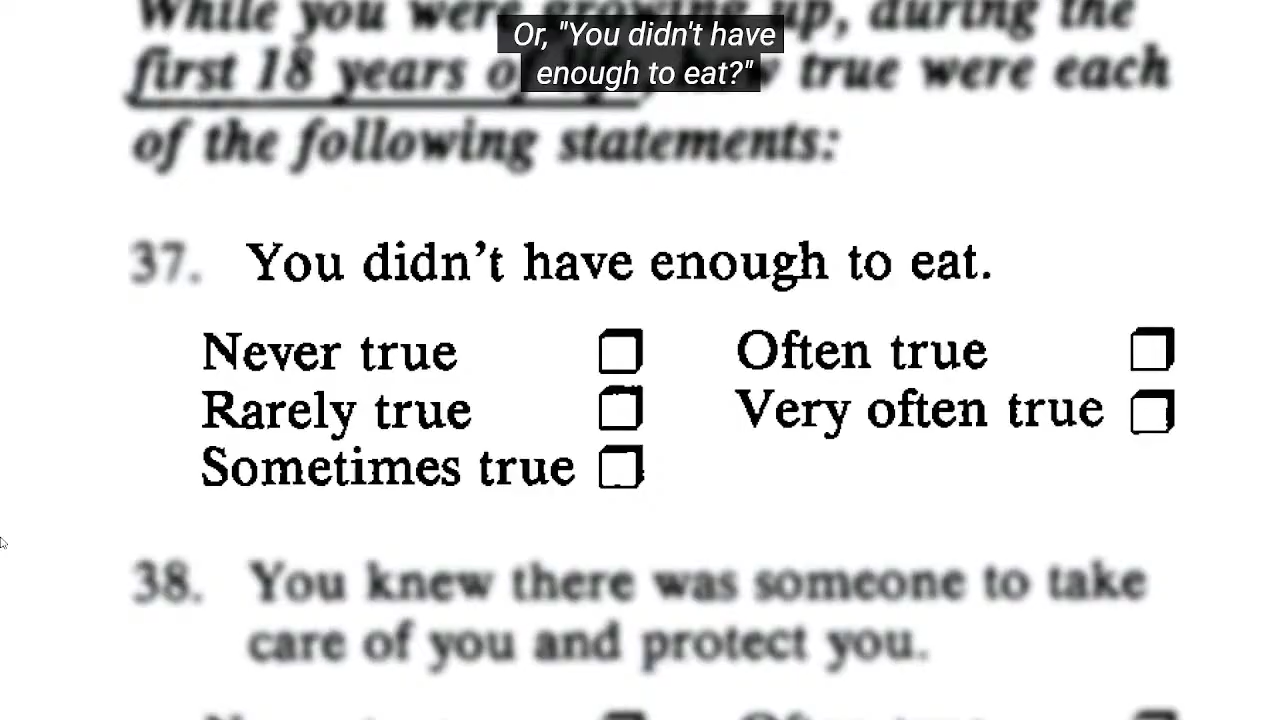 While you were growing up, during the
Or, "You didn't have
enough to eat?"
first 18 years of true were each
of the following statements:
37. You didn't have enough to eat.
Never true Often true
Rarely true Very often true
Sometimes true
38. You knew there was someone to take
care of you and protect you.